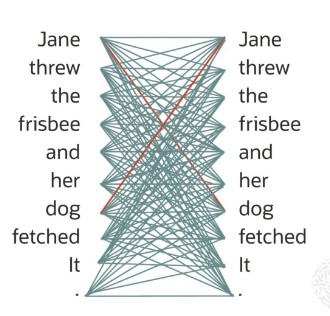 Jane Jane
threw threw
the the
frisbee frisbee
and and
her her
dog dog
fetched fetched
It It
. .